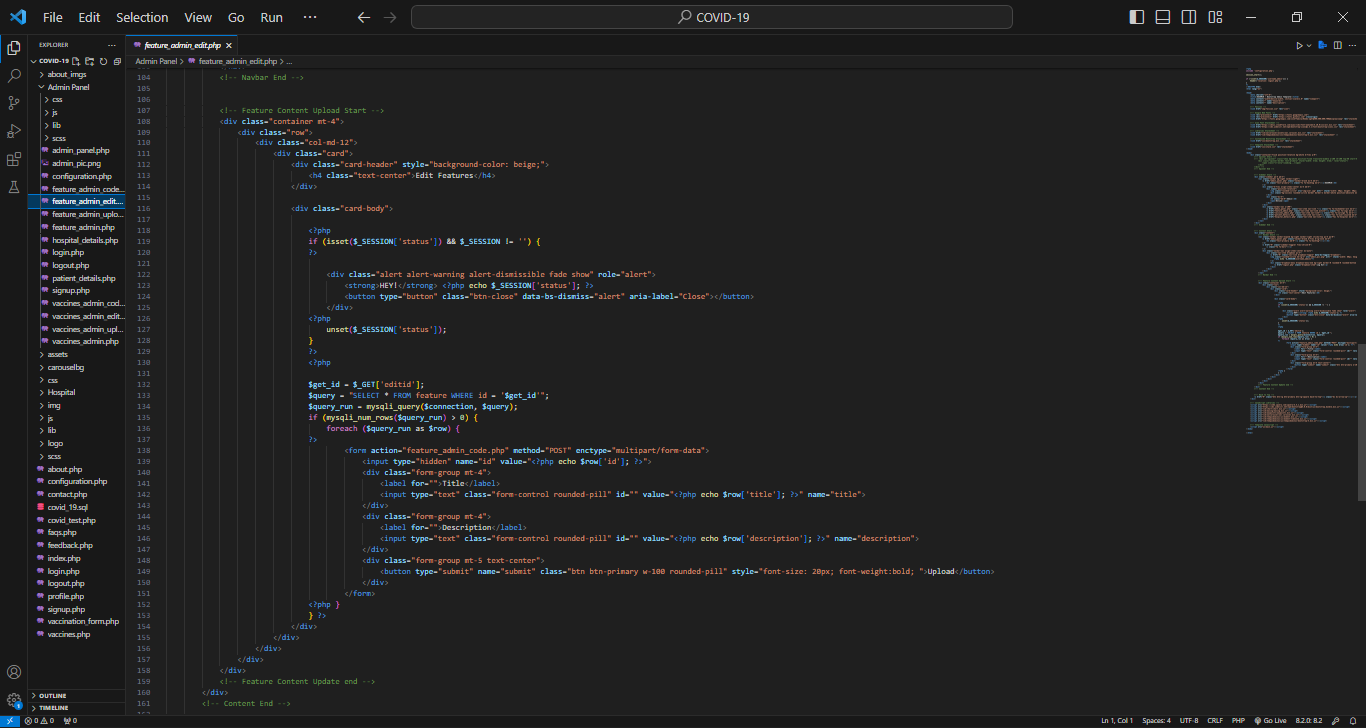 File Edit Selection View Go Run ···
COVID-19
EXPLORER
COVID-19
about_imgs
Admin Panel
css
js
lib
scss
admin_panel.php
admin_pic.png
configuration.php
feature_admin_code...
feature_admin_edit....
feature_admin_uplo...
feature_admin.php
hospital_details.php
login.php
logout.php
patient_details.php
signup.php
vaccines_admin_cod...
vaccines_admin_edit...
vaccines_admin_upl...
vaccines_admin.php
assets
carouselbg
css
Hospital
img
js
lib
logo
scss
about.php
configuration.php
contact.php
covid_19.sql
covid_test.php
faqs.php
feedback.php
index.php
login.php
logout.php
profile.php
signup.php
vaccination_form.php
vaccines.php
OUTLINE
TIMELINE
feature_admin_edit.php
Admin Panel > feature_admin_edit.php > ...
104 <!-- Navbar End -->
105
106
107 <!-- Feature Content Upload Start -->
108 <div class="container mt-4">
109 <div class="row">
110 <div class="col-md-12">
111 <div class="card">
112 <div class="card-header" style="background-color: beige;">
113 <h4 class="text-center">Edit Features</h4>
114 </div>
115
116 <div class="card-body">
117
118 <?php
119 if (isset($_SESSION['status']) && $_SESSION != '') {
120 ?>
121
122 <div class="alert alert-warning alert-dismissible fade show" role="alert">
123 <strong>HEY!</strong> <?php echo $_SESSION['status']; ?>
124 <button type="button" class="btn-close" data-bs-dismiss="alert" aria-label="Close"></button>
125 </div>
126 <?php
127 unset($_SESSION['status']);
128 }
129 ?>
130 <?php
131
132 $get_id = $_GET['editid'];
133 $query = "SELECT * FROM feature WHERE id = '$get_id'";
134 $query_run = mysqli_query($connection, $query);
135 if (mysqli_num_rows($query_run) > 0) {
136 foreach ($query_run as $row) {
137 ?>
138 <form action="feature_admin_code.php" method="POST" enctype="multipart/form-data">
139 <input type="hidden" name="id" value="<?php echo $row['id']; ?>">
140 <div class="form-group mt-4">
141 <label for="">Title</label>
142 <input type="text" class="form-control rounded-pill" id="" value="<?php echo $row['title']; ?>" name="title">
143 </div>
144 <div class="form-group mt-4">
145 <label for="">Description</label>
146 <input type="text" class="form-control rounded-pill" id="" value="<?php echo $row['description']; ?>" name="description">
147 </div>
148 <div class="form-group mt-5 text-center">
149 <button type="submit" name="submit" class="btn btn-primary w-100 rounded-pill" style="font-size: 20px; font-weight:bold; ">Upload</button>
150 </div>
151 </form>
152 <?php }
153 } ?>
154 </div>
155 </div>
156 </div>
157 </div>
158 </div>
159 <!-- Feature Content Update end -->
160 </div>
161 <!-- Content End -->
0 0 0 Ln 1, Col 1 Spaces: 4 UTF-8 CRLF PHP Go Live 8.2.0: 8.2